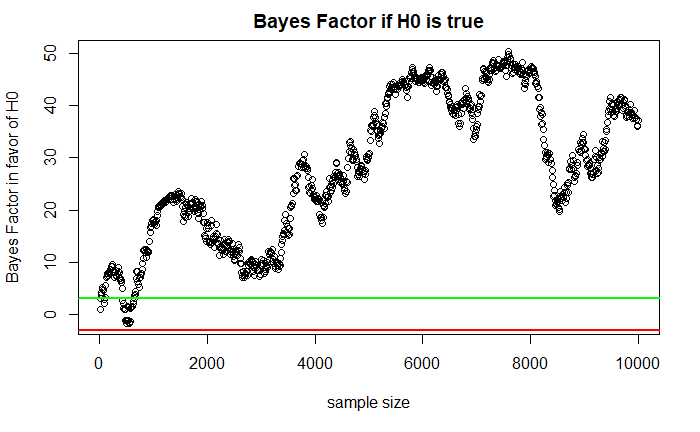 Bayes Factor if H0 is true
Bayes Factor in favor of H0
50
40
30
20
10
0
0 2000 4000 6000 8000 10000
sample size